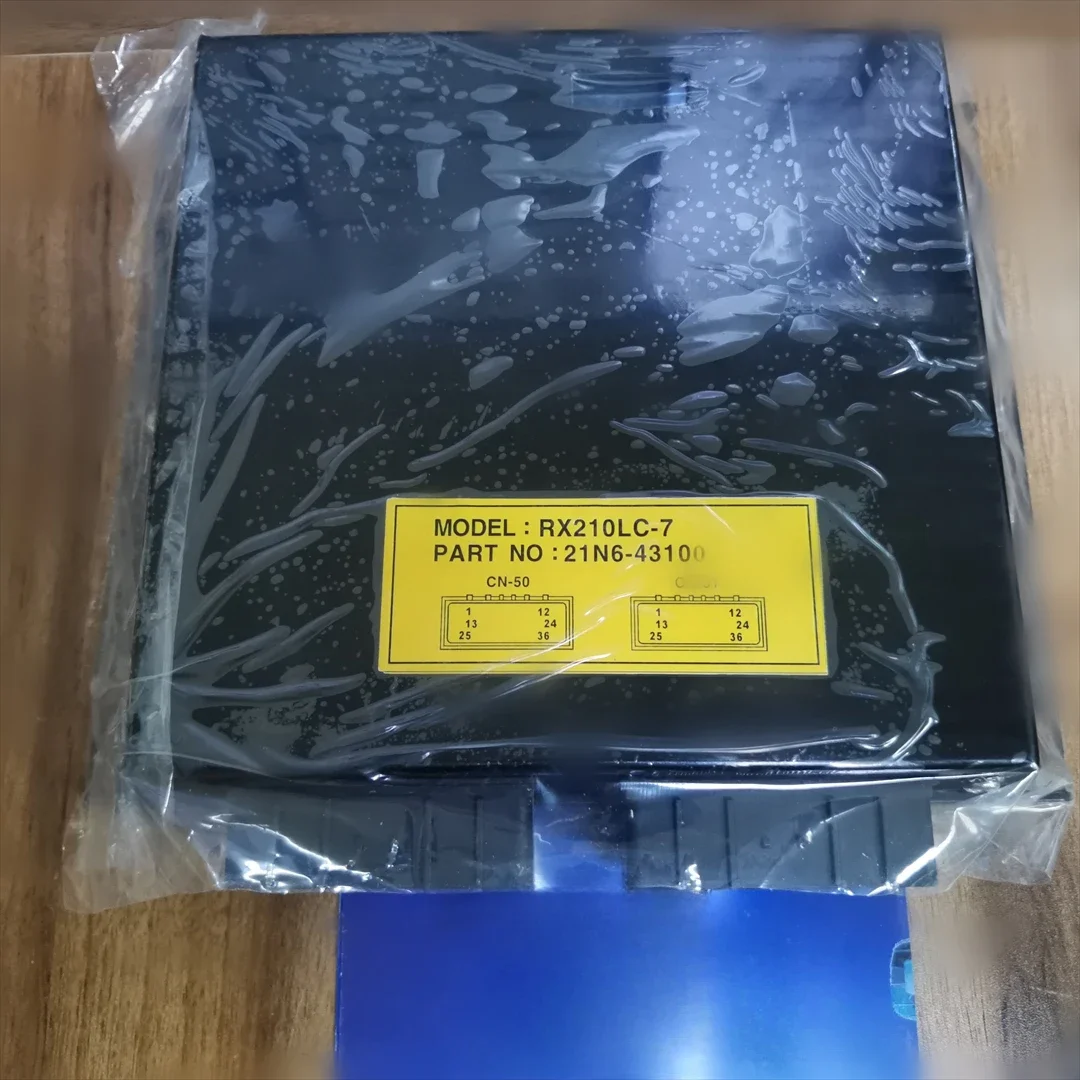 MODEL : RX210LC-7
PART NO : 21N6-43100
CN-50
1 12
13 24
25 36
1 12
13 24
25 36